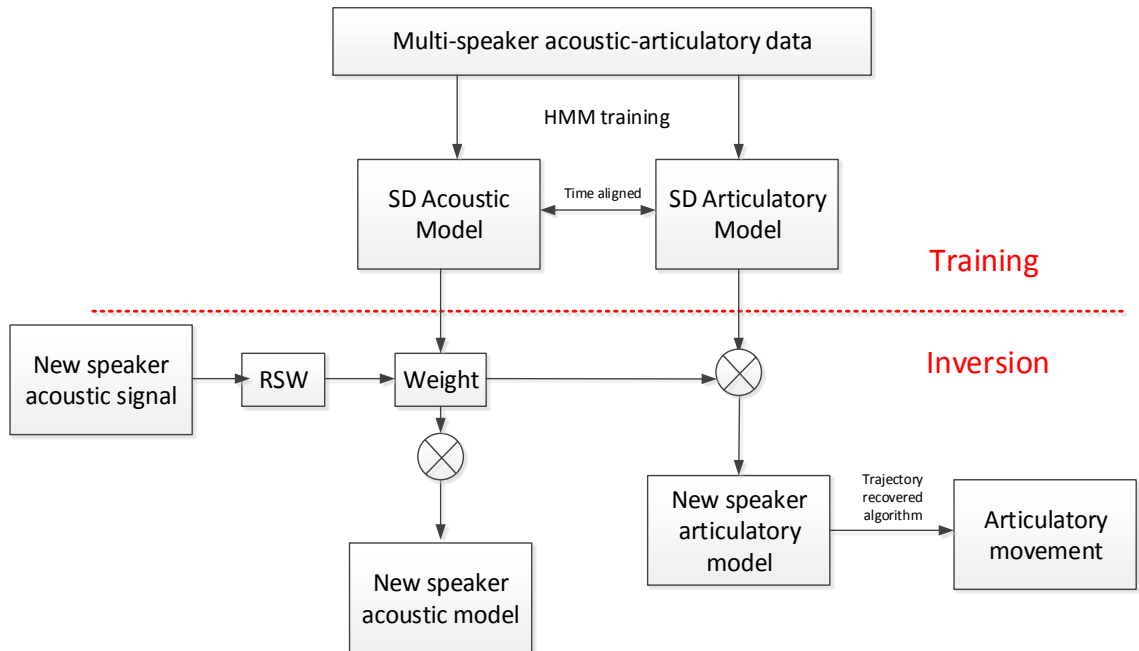 Multi-speaker acoustic-articulatory data
HMM training
SD Acoustic
Model
Time aligned
SD Articulatory
Model
Training
New speaker
acoustic signal
RSW
Weight
Inversion
New speaker
articulatory
model
Trajectory
recovered
algorithm
Articulatory
movement
New speaker
acoustic model